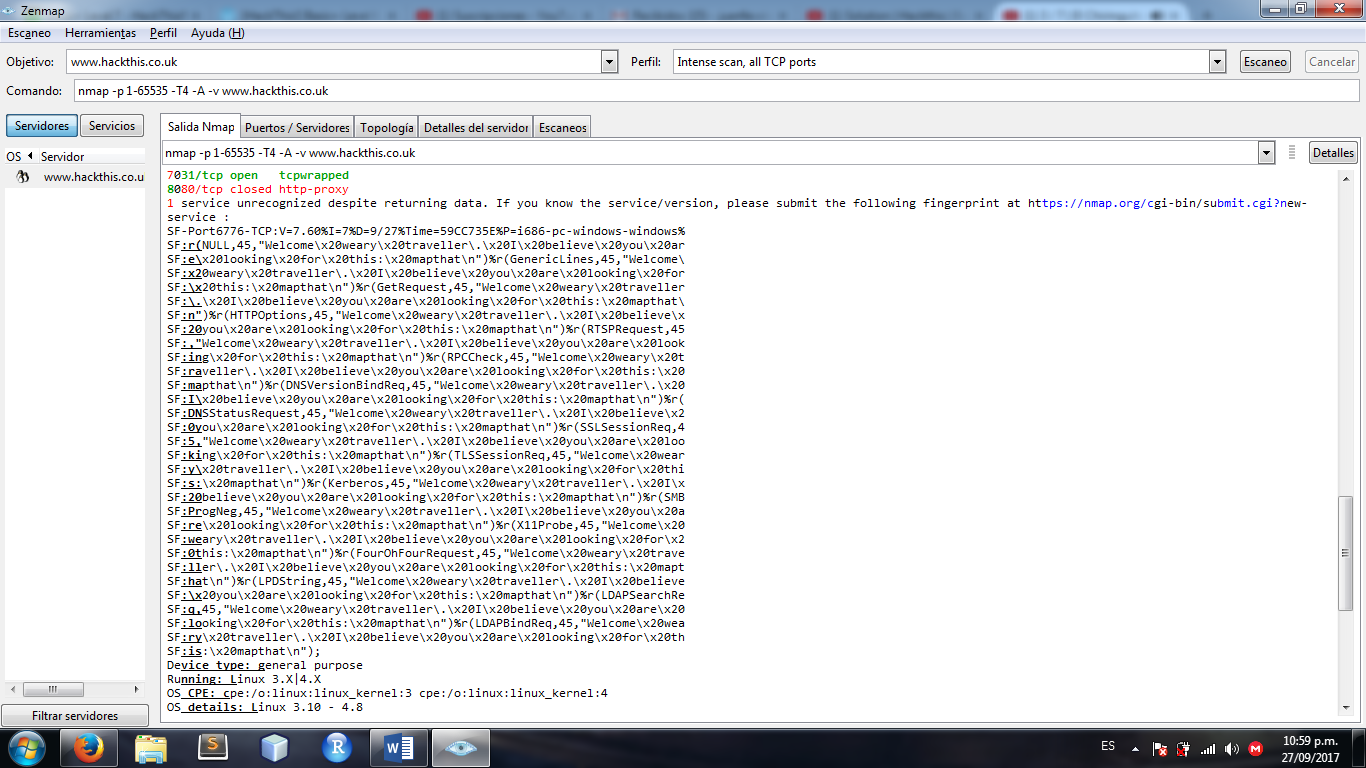 Zenmap
Escaneo Herramientas Perfil Ayuda (H)
Objetivo: www.hackthis.co.uk Perfil: Intense scan, all TCP ports Escaneo Cancelar
Comando: nmap -p 1-65535 -T4 -A -v www.hackthis.co.uk
Servidores Servicios
Salida Nmap Puertos / Servidores Topología Detalles del servidor Escaneos
OS Servidor
www.hackthis.co.u
nmap -p 1-65535 -T4 -A -v www.hackthis.co.uk Detalles
7031/tcp open tcpwrapped
8080/tcp closed http-proxy
1 service unrecognized despite returning data. If you know the service/version, please submit the following fingerprint at https://nmap.org/cgi-bin/submit.cgi?new-
service :
SF-Port6776-TCP:V=7.60%I=7%D=9/27%Time=59CC735E%P=i686-pc-windows-windows%
SF:r(NULL,45,"Welcome\x20weary\x20traveller\.\x20I\x20believe\x20you\x20ar
SF:e\x20looking\x20for\x20this:\x20mapthat\n")%r(GenericLines,45,"Welcome\
SF:x20weary\x20traveller\.\x20I\x20believe\x20you\x20are\x20looking\x20for
SF:\x20this:\x20mapthat\n")%r(GetRequest,45,"Welcome\x20weary\x20traveller
SF:\.\x20I\x20believe\x20you\x20are\x20looking\x20for\x20this:\x20mapthat\
SF:n")%r(HTTPOptions,45,"Welcome\x20weary\x20traveller\.\x20I\x20believe\x
SF:20you\x20are\x20looking\x20for\x20this:\x20mapthat\n")%r(RTSPRequest,45
SF:,"Welcome\x20weary\x20traveller\.\x20I\x20believe\x20you\x20are\x20look
SF:ing\x20for\x20this:\x20mapthat\n")%r(RPCCheck,45,"Welcome\x20weary\x20t
SF:raveller\.\x20I\x20believe\x20you\x20are\x20looking\x20for\x20this:\x20
SF:mapthat\n")%r(DNSVersionBindReq,45,"Welcome\x20weary\x20traveller\.\x20
SF:I\x20believe\x20you\x20are\x20looking\x20for\x20this:\x20mapthat\n")%r(
SF:DNSStatusRequest,45,"Welcome\x20weary\x20traveller\.\x20I\x20believe\x2
SF:0you\x20are\x20looking\x20for\x20this:\x20mapthat\n")%r(SSLSessionReq,4
SF:5,"Welcome\x20weary\x20traveller\.\x20I\x20believe\x20you\x20are\x20loo
SF:king\x20for\x20this:\x20mapthat\n")%r(TLSSessionReq,45,"Welcome\x20wear
SF:y\x20traveller\.\x20I\x20believe\x20you\x20are\x20looking\x20for\x20thi
SF:s:\x20mapthat\n")%r(Kerberos,45,"Welcome\x20weary\x20traveller\.\x20I\x
SF:20believe\x20you\x20are\x20looking\x20for\x20this:\x20mapthat\n")%r(SMB
SF:ProgNeg,45,"Welcome\x20weary\x20traveller\.\x20I\x20believe\x20you\x20a
SF:re\x20looking\x20for\x20this:\x20mapthat\n")%r(X11Probe,45,"Welcome\x20
SF:weary\x20traveller\.\x20I\x20believe\x20you\x20are\x20looking\x20for\x2
SF:0this:\x20mapthat\n")%r(FourOhFourRequest,45,"Welcome\x20weary\x20trave
SF:ller\.\x20I\x20believe\x20you\x20are\x20looking\x20for\x20this:\x20mapt
SF:hat\n")%r(LPDString,45,"Welcome\x20weary\x20traveller\.\x20I\x20believe
SF:\x20you\x20are\x20looking\x20for\x20this:\x20mapthat\n")%r(LDAPSearchRe
SF:q,45,"Welcome\x20weary\x20traveller\.\x20I\x20believe\x20you\x20are\x20
SF:looking\x20for\x20this:\x20mapthat\n")%r(LDAPBindReq,45,"Welcome\x20wea
SF:ry\x20traveller\.\x20I\x20believe\x20you\x20are\x20looking\x20for\x20th
SF:is:\x20mapthat\n");
Device type: general purpose
Running: Linux 3.X|4.X
OS CPE: cpe:/o:linux:linux_kernel:3 cpe:/o:linux:linux_kernel:4
OS details: Linux 3.10 - 4.8
Filtrar servidores
ES
10:59 p.m.
27/09/2017